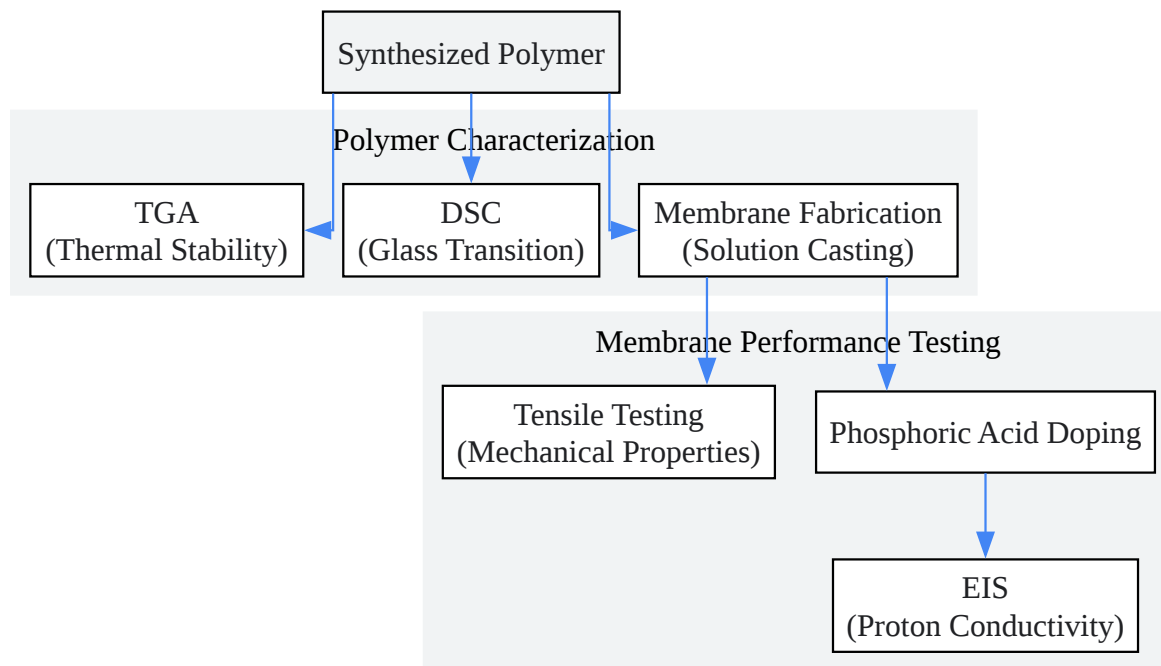 Synthesized Polymer
Polymer Characterization
TGA
(Thermal Stability)
DSC
(Glass Transition)
Membrane Fabrication
(Solution Casting)
Membrane Performance Testing
Tensile Testing
(Mechanical Properties)
Phosphoric Acid Doping
EIS
(Proton Conductivity)